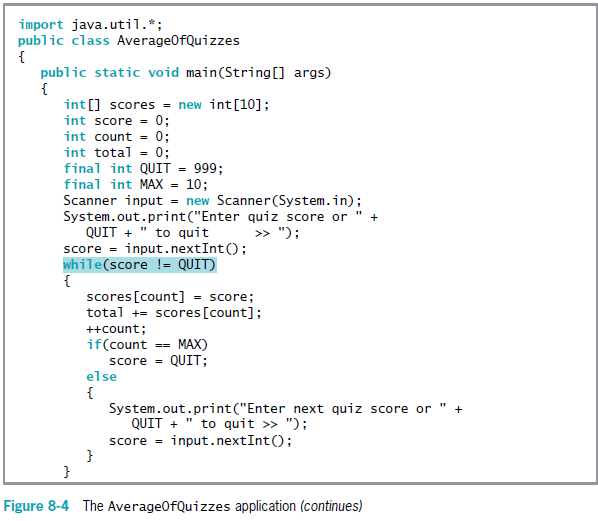 import java.util.*;
public class AverageOfQuizzes
{
   public static void main(String[] args)
   {
      int[] scores = new int[10];
      int score = 0;
      int count = 0;
      int total = 0;
      final int QUIT = 999;
      final int MAX = 10;
      Scanner input = new Scanner(System.in);
      System.out.print("Enter quiz score or " +
         QUIT + " to quit     >> ");
      score = input.nextInt();
      while(score != QUIT)
      {
         scores[count] = score;
         total += scores[count];
         ++count;
         if(count == MAX)
            score = QUIT;
         else
         {
            System.out.print("Enter next quiz score or " +
               QUIT + " to quit >> ");
            score = input.nextInt();
         }
      }
Figure 8-4 The AverageOfQuizzes application (continues)